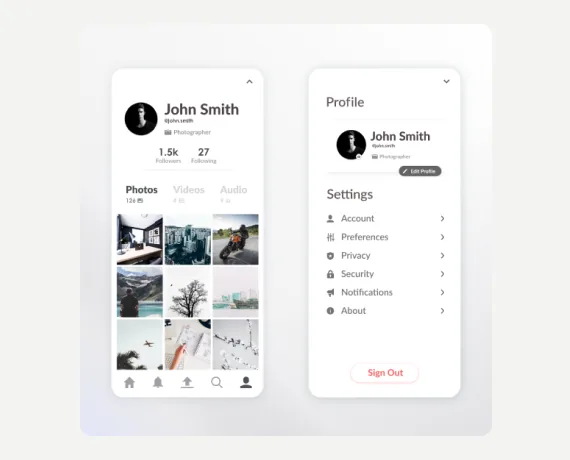 John Smith
@john.smith
Photographer
1.5k 27
Followers Following
Photos Videos Audio
126
Profile
John Smith
@john.smith
Photographer
Edit Profile
Settings
Account
Preferences
Privacy
Security
Notifications
About
Sign Out